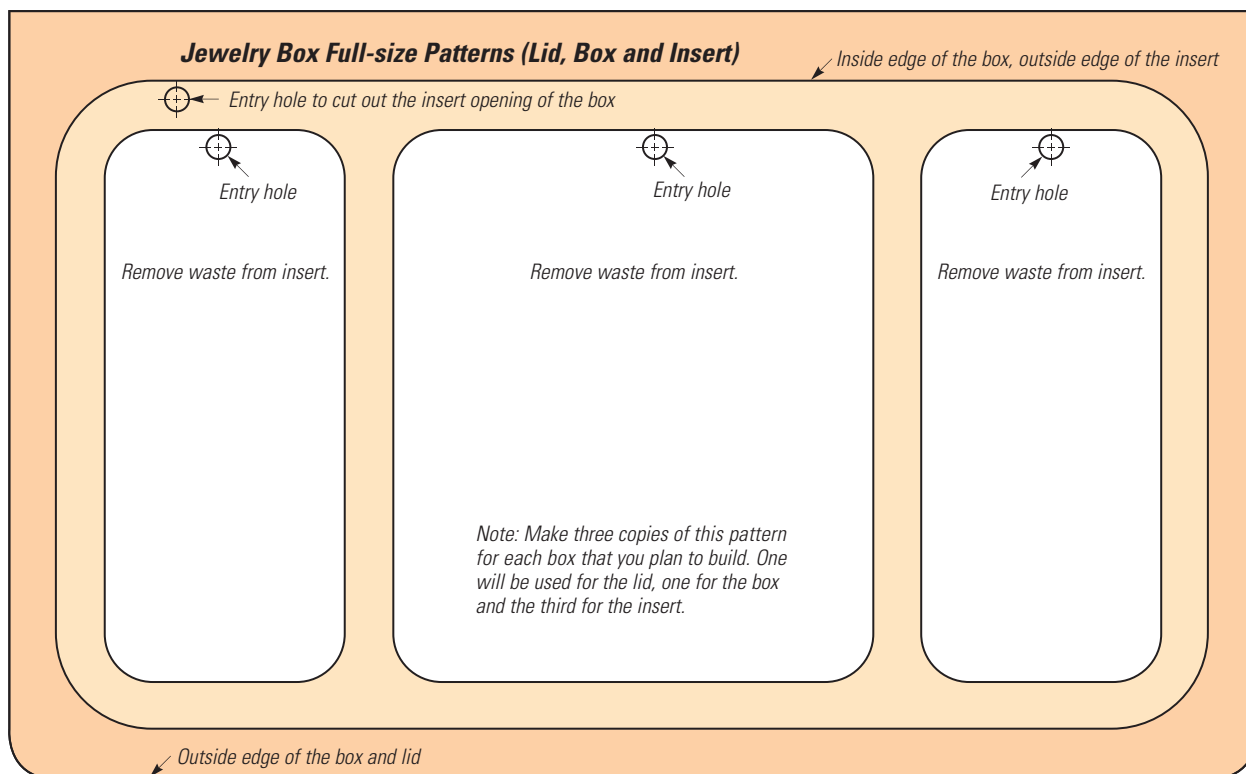 Jewelry Box Full-size Patterns (Lid, Box and Insert)
Inside edge of the box, outside edge of the insert
Entry hole to cut out the insert opening of the box
Entry hole
Entry hole
Entry hole
Remove waste from insert.
Remove waste from insert.
Remove waste from insert.
Note: Make three copies of this pattern
for each box that you plan to build. One
will be used for the lid, one for the box
and the third for the insert.
Outside edge of the box and lid